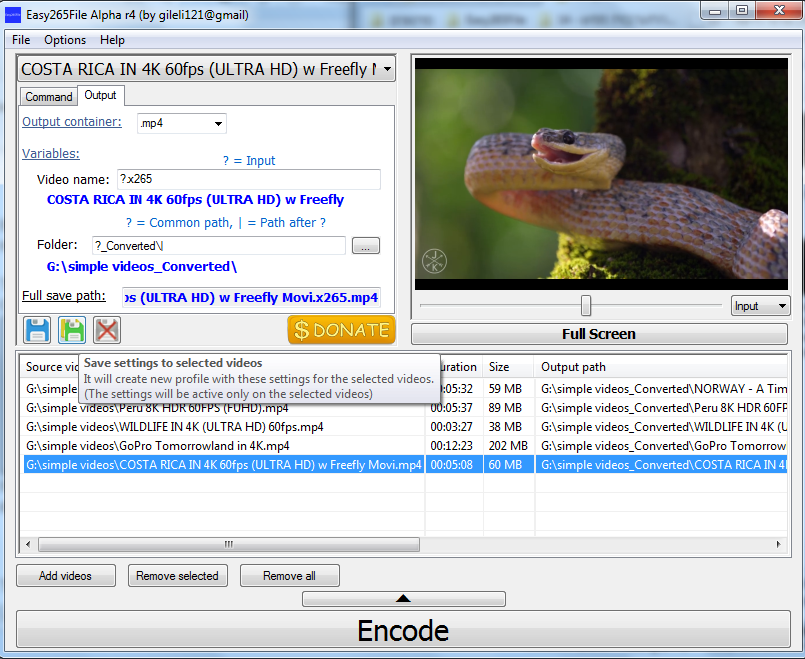 Easy265File Alpha r4 (by gileli121@gmail)
File Options Help
COSTA RICA IN 4K 60fps (ULTRA HD) w Freefly
Command Output
Output container: .mp4
Variables:
? = Input
Video name: ?.x265
COSTA RICA IN 4K 60fps (ULTRA HD) w Freefly
? = Common path, | = Path after ?
Folder: ?_Converted\| ...
G:\simple videos_Converted\
Full save path: (ULTRA HD) w Freefly Movi.x265.mp4
Input
$ DONATE
Full Screen
Save settings to selected videos
It will create new profile with these settings for the selected videos.
(The settings will be active only on the selected videos)
Source Size Output path
G:\simple :05:32 59 MB G:\simple videos_Converted\NORWAY - A Tim
G:\simple videos\Peru 8K HDR 60FPS (FUHD).mp4 00:05:37 89 MB G:\simple videos_Converted\Peru 8K HDR 60FP
G:\simple videos\WILDLIFE IN 4K (ULTRA HD) 60fps.mp4 00:03:27 38 MB G:\simple videos_Converted\WILDLIFE IN 4K (U
G:\simple videos\GoPro Tomorrowland in 4K.mp4 00:12:23 202 MB G:\simple videos_Converted\GoPro Tomorrow
G:\simple videos\COSTA RICA IN 4K 60fps (ULTRA HD) w Freefly Movi.mp4 00:05:08 60 MB G:\simple videos_Converted\COSTA RICA IN 4
Add videos Remove selected Remove all
Encode